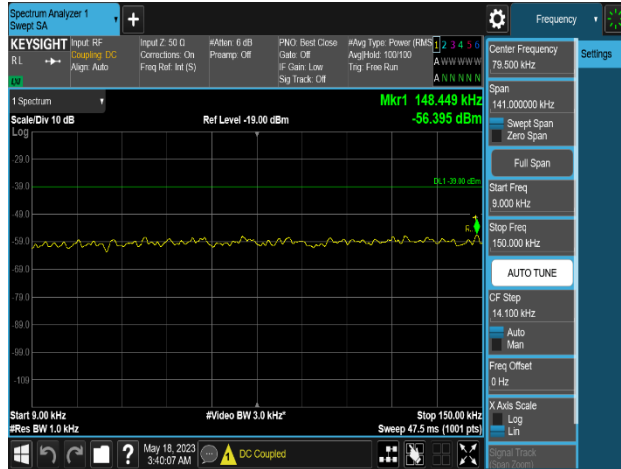 Spectrum Analyzer 1
Swept SA
+
Frequency
KEYSIGHT
RL
Input: RF
Coupling: DC
Align: Auto
Input Z: 50 Ω
Corrections: On
Freq Ref: Int (S)
#Atten: 6 dB
Preamp: Off
PNO: Best Close
Gate: Off
IF Gain: Low
Sig Track: Off
#Avg Type: Power (RMS
Avg|Hold: 100/100
Trig: Free Run
1 2 3 4 5 6
A W W W W W
A N N N N N
1 Spectrum
Scale/Div 10 dB
Log
Ref Level -19.00 dBm
Mkr1 148.449 kHz
-56.395 dBm
-29.0
-39.0
DL1 -39.00 dBm
-49.0
-59.0
-69.0
-79.0
-89.0
-99.0
-109
Start 9.00 kHz
#Res BW 1.0 kHz
#Video BW 3.0 kHz*
Stop 150.00 kHz
Sweep 47.5 ms (1001 pts)
Center Frequency
79.500 kHz
Settings
Span
141.000000 kHz
Swept Span
Zero Span
Full Span
Start Freq
9.000 kHz
Stop Freq
150.000 kHz
AUTO TUNE
CF Step
14.100 kHz
Auto
Man
Freq Offset
0 Hz
X Axis Scale
Log
Lin
Signal Track
(Span Zoom)
?
May 18, 2023
3:40:07 AM
DC Coupled